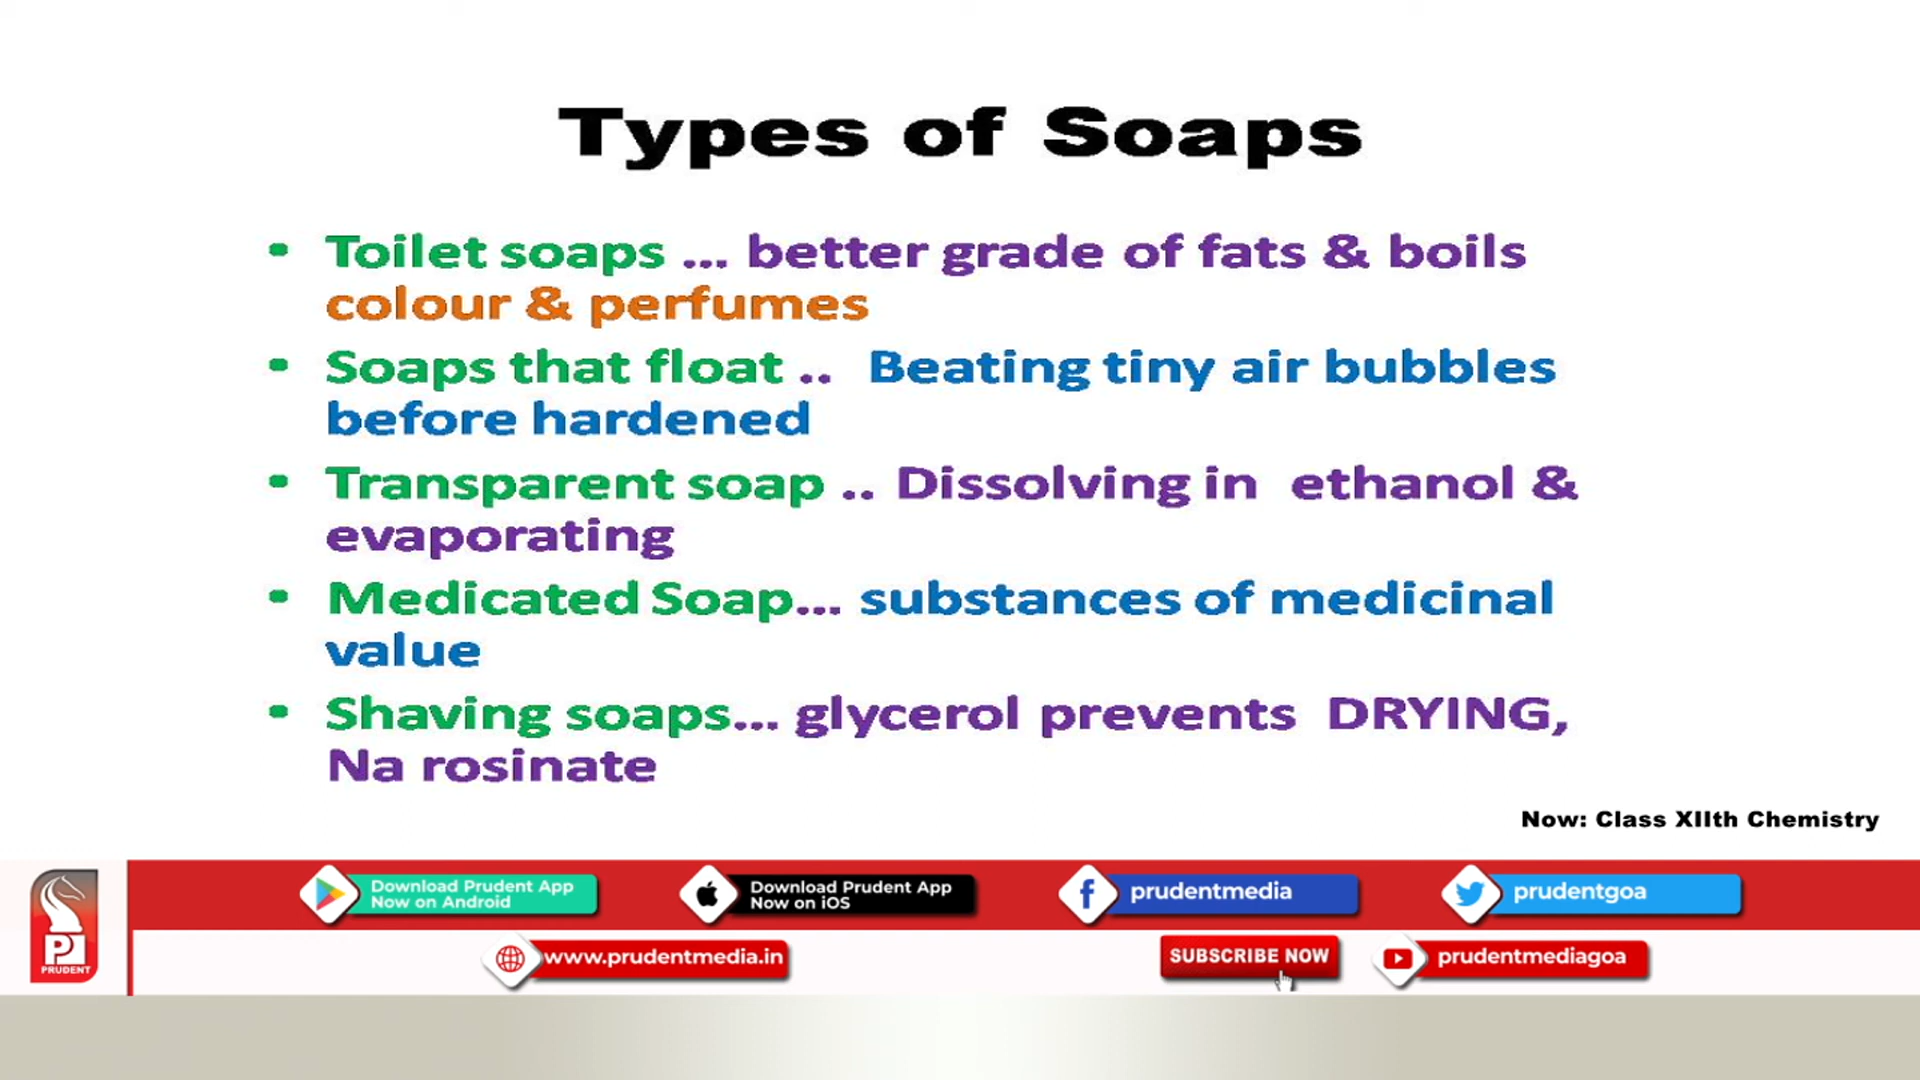 Types of Soaps
• Toilet soaps ... better grade of fats & boils
colour & perfumes
• Soaps that float .. Beating tiny air bubbles
before hardened
• Transparent soap .. Dissolving in ethanol &
evaporating
• Medicated Soap... substances of medicinal
value
• Shaving soaps... glycerol prevents DRYING,
Na rosinate
Now: Class XIIth Chemistry
Download Prudent App
Now on Android
Download Prudent App
Now on iOS
prudentmedia
prudentgoa
PRUDENT
www.prudentmedia.in
SUBSCRIBE NOW
prudentmediagoa